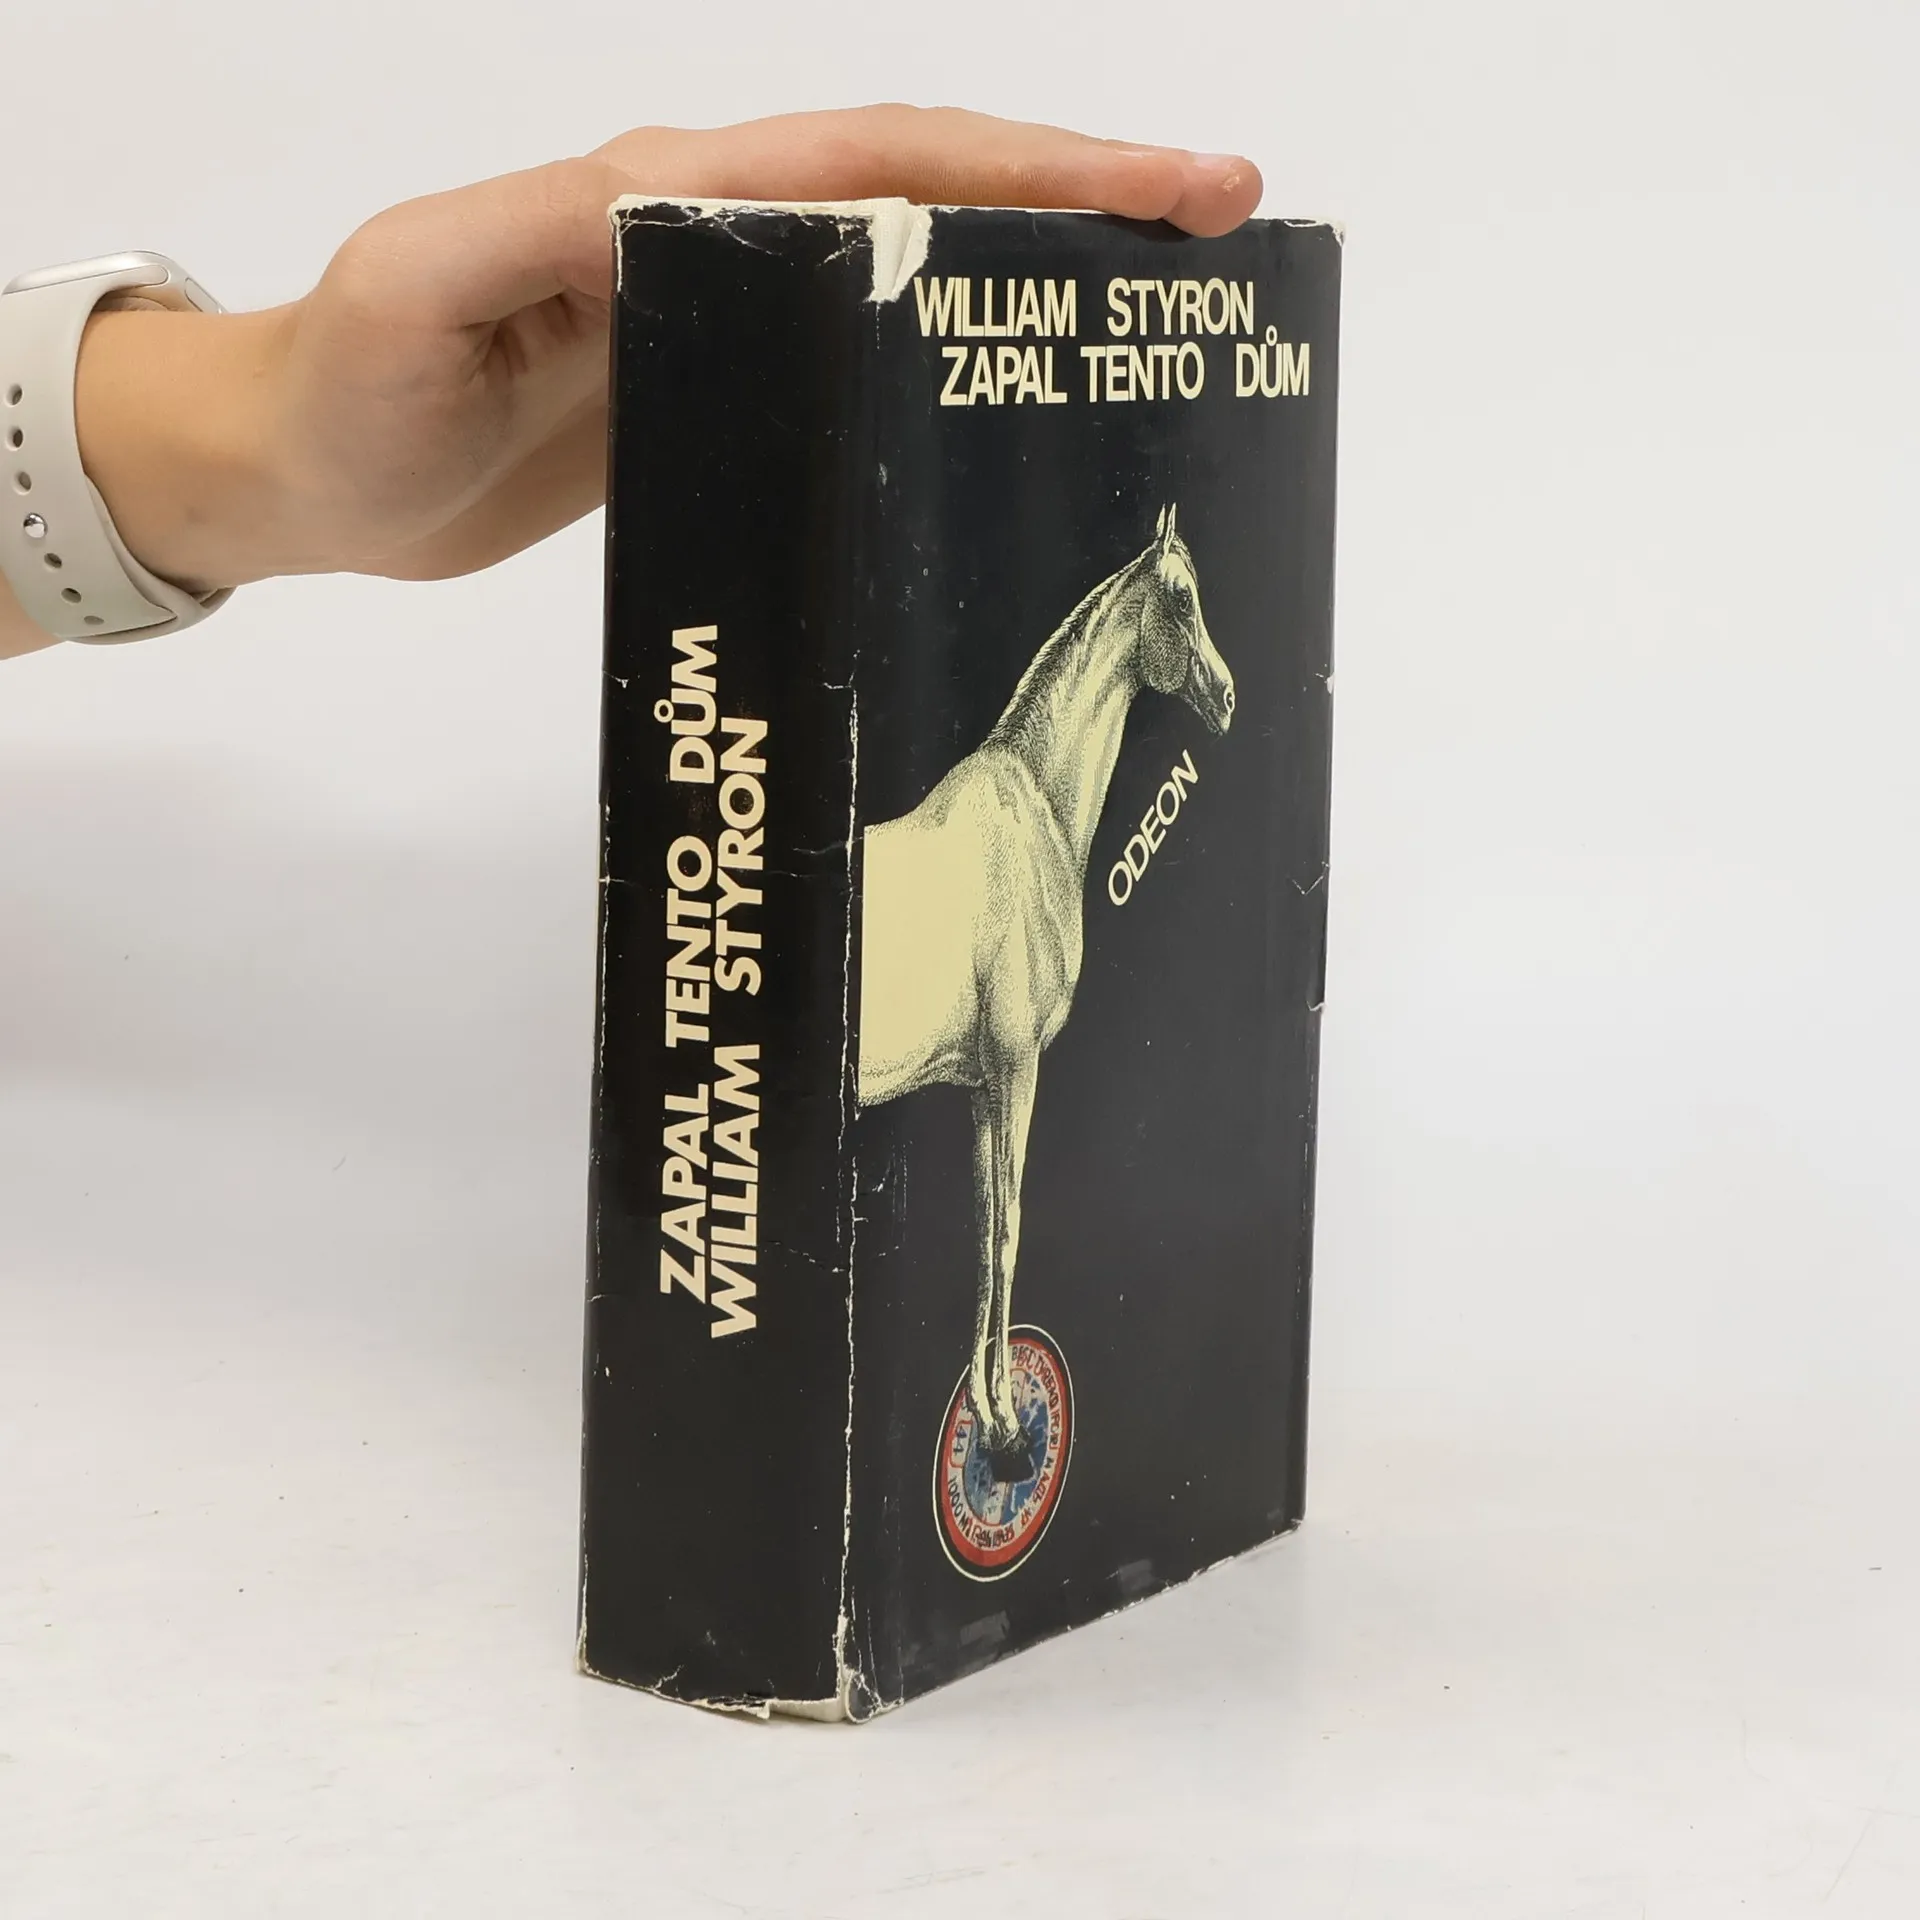 WILLIAM STYRON
ZAPAL TENTO DŮM
ODEON
ZAPAL TENTO DŮM
WILLIAM STYRON